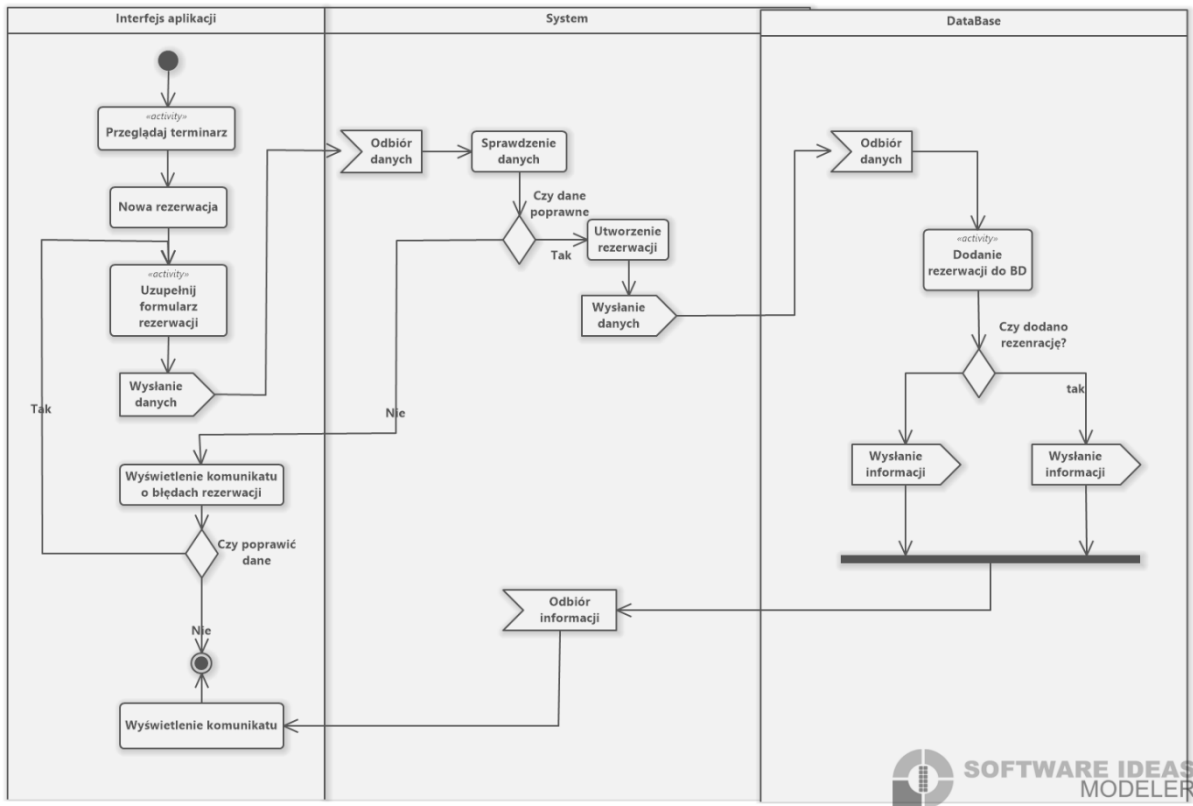 Interfejs aplikacji
System
DataBase
«activity»
Przeglądaj terminarz
Nowa rezerwacja
«activity»
Uzupełnij
formularz
rezerwacji
Wysłanie
danych
Tak
Wyświetlenie komunikatu
o błędach rezerwacji
Czy poprawić
dane
Nie
Wyświetlenie komunikatu
Odbiór
danych
Sprawdzenie
danych
Czy dane
poprawne
Tak
Utworzenie
rezerwacji
Wysłanie
danych
Nie
Odbiór
informacji
Odbiór
danych
«activity»
Dodanie
rezerwacji do BD
Czy dodano
rezenrację?
tak
Wysłanie
informacji
Wysłanie
informacji
SOFTWARE IDEAS
MODELER